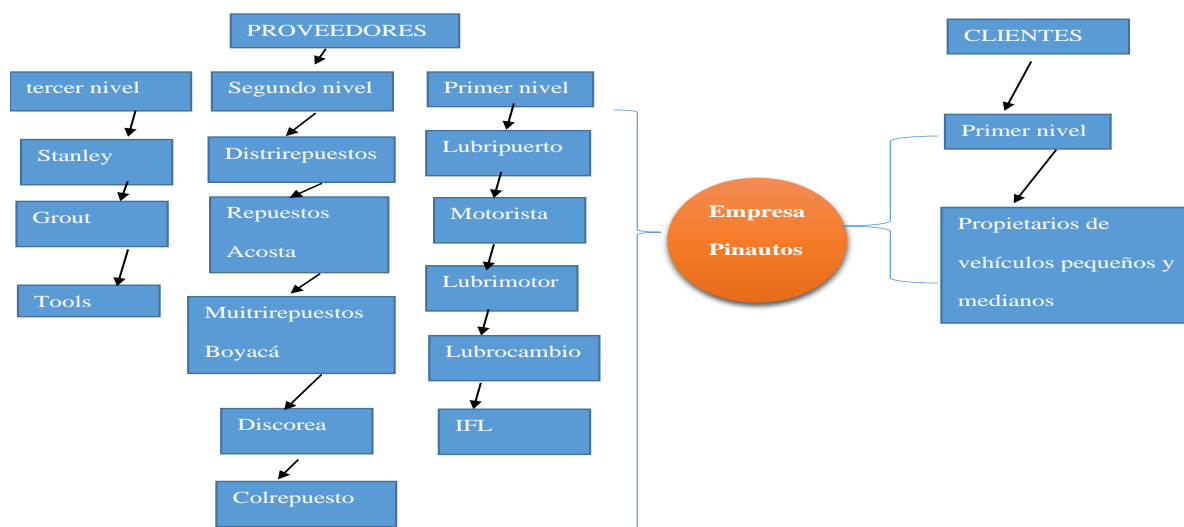 PROVEEDORES
CLIENTES
tercer nivel
Stanley
Grout
Tools
Segundo nivel
Distrirepuestos
Repuestos
Acosta
Muitrirepuestos
Boyacá
Discorea
Colrepuesto
Primer nivel
Lubripuerto
Motorista
Lubrimotor
Lubrocambio
IFL
Empresa
Pinautos
Primer nivel
Propietarios de
vehículos pequeños y
medianos